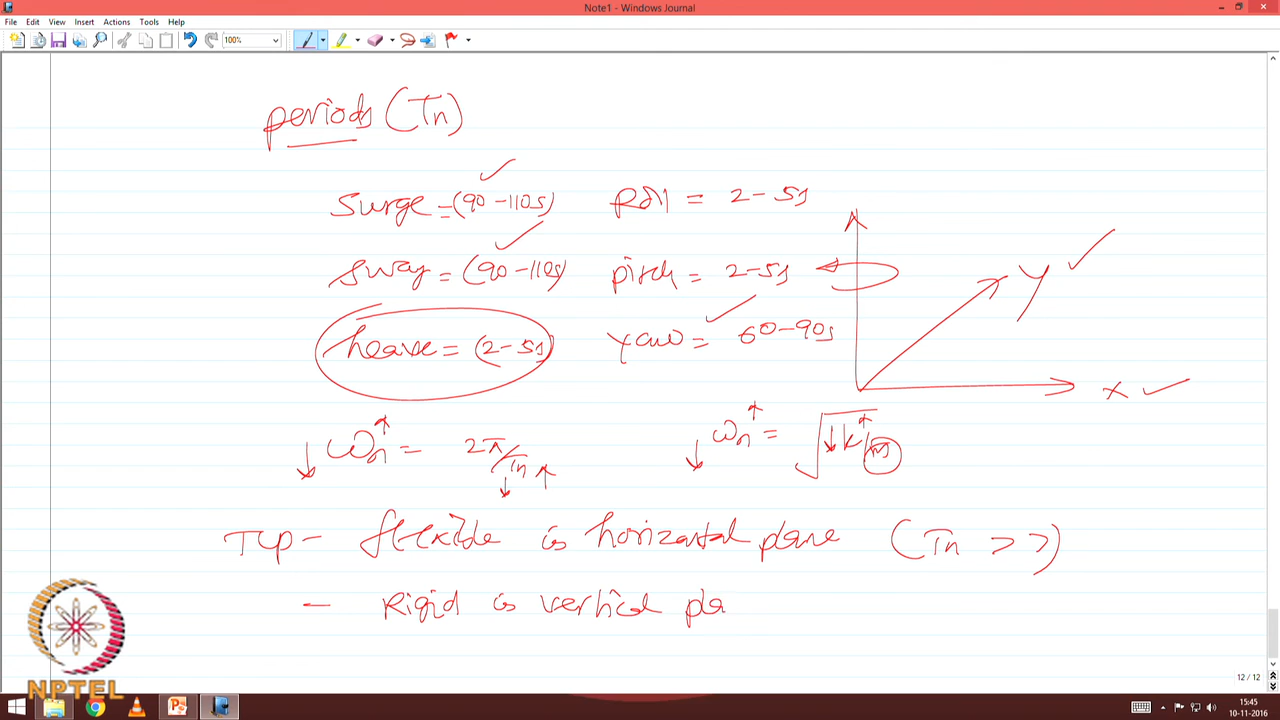 Note1 - Windows Journal
File Edit View Insert Actions Tools Help
100%
periods (Tn)
Surge = (90-110s) Roll = 2-5s
Sway = (90-110s) pitch = 2-5s
heave = (2-5s) Yaw = 60-90s
Y
X
↓ ωn↑ = 2π/Tn ↓ ↑
↓ ωn↑ = √↓k↑/m
TLP - flexible in horizontal plane (Tn >>)
- Rigid in vertical pla
NPTEL
12 / 12
15:45
10-11-2016